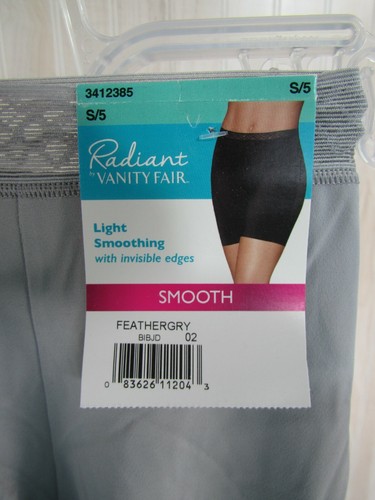 3412385 S/5
S/5
Radiant
by VANITY FAIR.
Light
Smoothing
with invisible edges
SMOOTH
FEATHERGRY
BIBJD 02
0 83626 11204 3